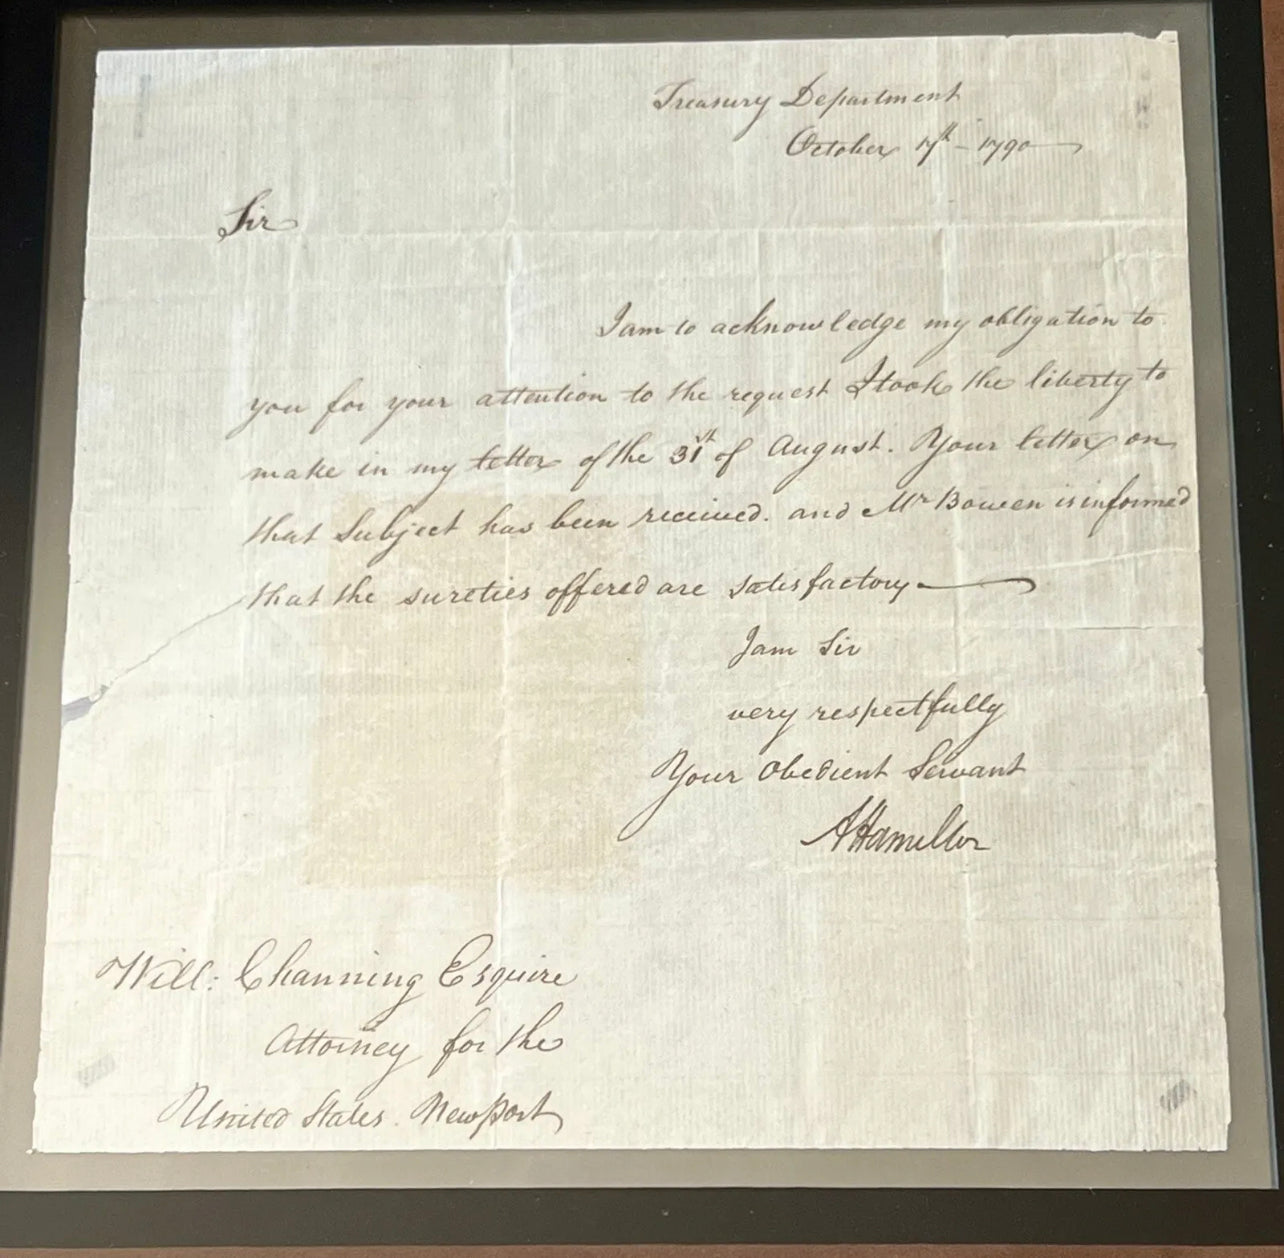 Treasury Department
October 7th - 1790
Sir
I am to acknowledge my obligation to
you for your attention to the request I took the liberty to
make in my letter of the 31st of August. Your letter on
that Subject has been received. and Mr Bowen is informed
that the sureties offered are satisfactory
I am Sir
very respectfully
Your Obedient Servant
A Hamilton
Will: Channing Esquire
Attorney for the
United States. Newport